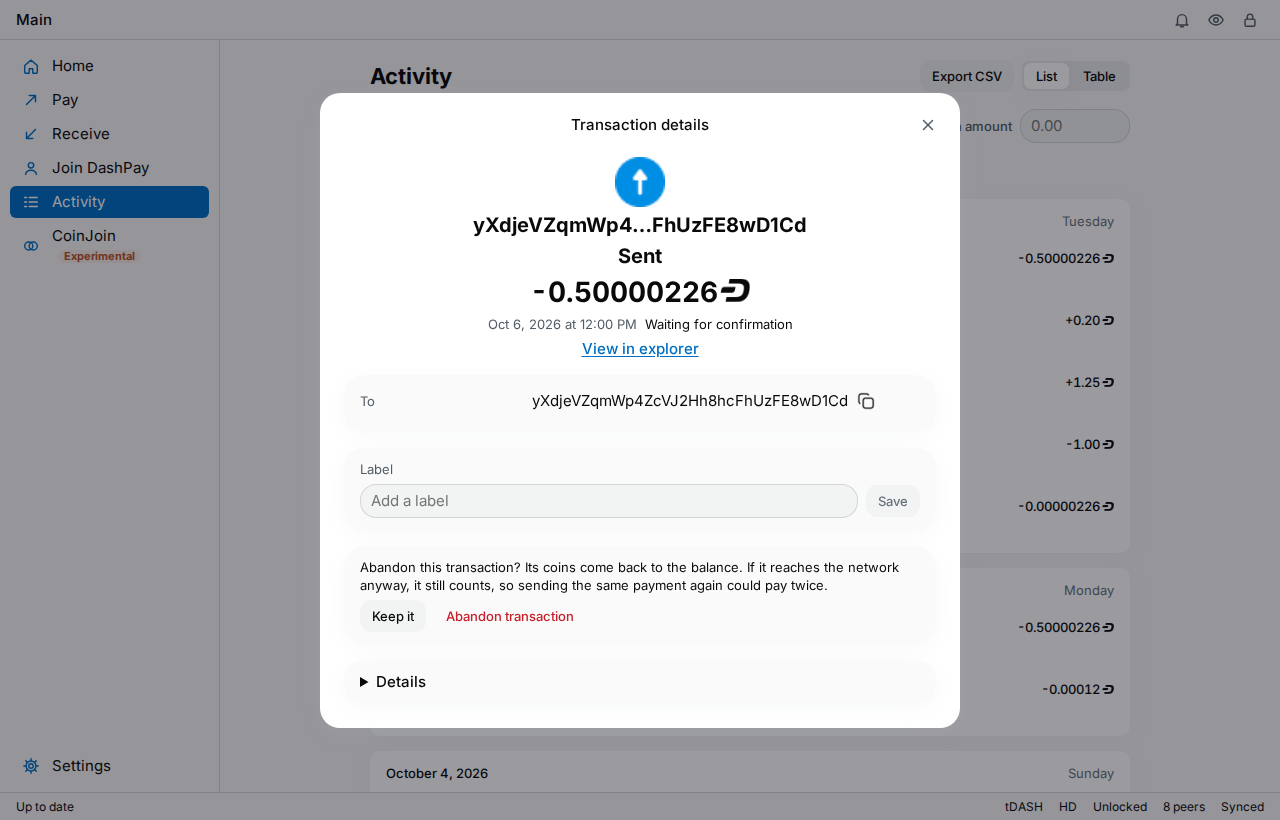 Main
Home
Pay
Receive
Join DashPay
Activity
CoinJoin
Experimental
Settings
Activity
Export CSV
List
Table
amount
0.00
Tuesday
-0.50000226
+0.20
+1.25
-1.00
-0.00000226
Monday
-0.50000226
-0.00012
October 4, 2026
Sunday
Transaction details
yXdjeVZqmWp4...FhUzFE8wD1Cd
Sent
-0.50000226
Oct 6, 2026 at 12:00 PM Waiting for confirmation
View in explorer
To
yXdjeVZqmWp4ZcVJ2Hh8hcFhUzFE8wD1Cd
Label
Add a label
Save
Abandon this transaction? Its coins come back to the balance. If it reaches the network
anyway, it still counts, so sending the same payment again could pay twice.
Keep it
Abandon transaction
Details
Up to date
tDASH HD Unlocked 8 peers Synced